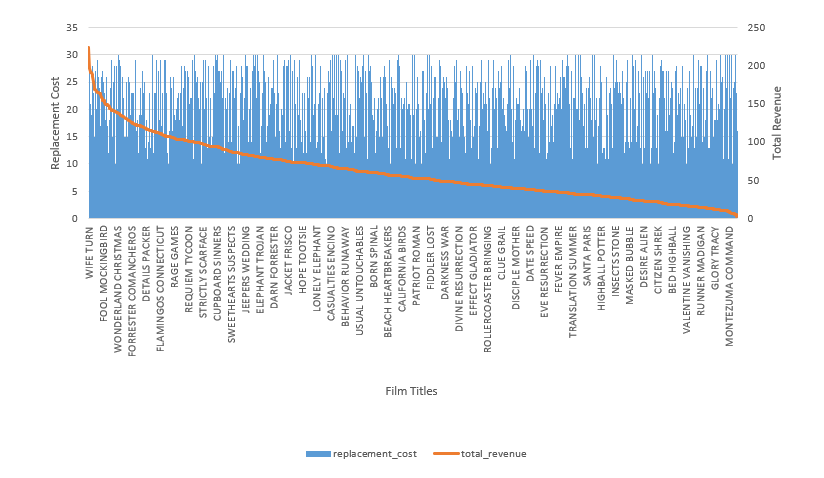 35
30
25
20
15
10
5
0
Replacement Cost
250
200
150
100
50
0
Total Revenue
WIFE TURN
FOOL MOCKINGBIRD
WONDERLAND CHRISTMAS
FORRESTER COMANCHEROS
DETAILS PACKER
FLAMINGOS CONNECTICUT
RAGE GAMES
REQUIEM TYCOON
STRICTLY SCARFACE
CUPBOARD SINNERS
SWEETHEARTS SUSPECTS
JEEPERS WEDDING
ELEPHANT TROJAN
DARN FORRESTER
JACKET FRISCO
HOPE TOOTSIE
LONELY ELEPHANT
CASUALTIES ENCINO
BEHAVIOR RUNAWAY
USUAL UNTOUCHABLES
BORN SPINAL
BEACH HEARTBREAKERS
CALIFORNIA BIRDS
PATRIOT ROMAN
FIDDLER LOST
DARKNESS WAR
DIVINE RESURRECTION
EFFECT GLADIATOR
ROLLERCOASTER BRINGING
CLUE GRAIL
DISCIPLE MOTHER
DATE SPEED
EVE RESURRECTION
FEVER EMPIRE
TRANSLATION SUMMER
SANTA PARIS
HIGHBALL POTTER
INSECTS STONE
MASKED BUBBLE
DESIRE ALIEN
CITIZEN SHREK
BED HIGHBALL
VALENTINE VANISHING
RUNNER MADIGAN
GLORY TRACY
MONTEZUMA COMMAND
Film Titles
replacement_cost
total_revenue